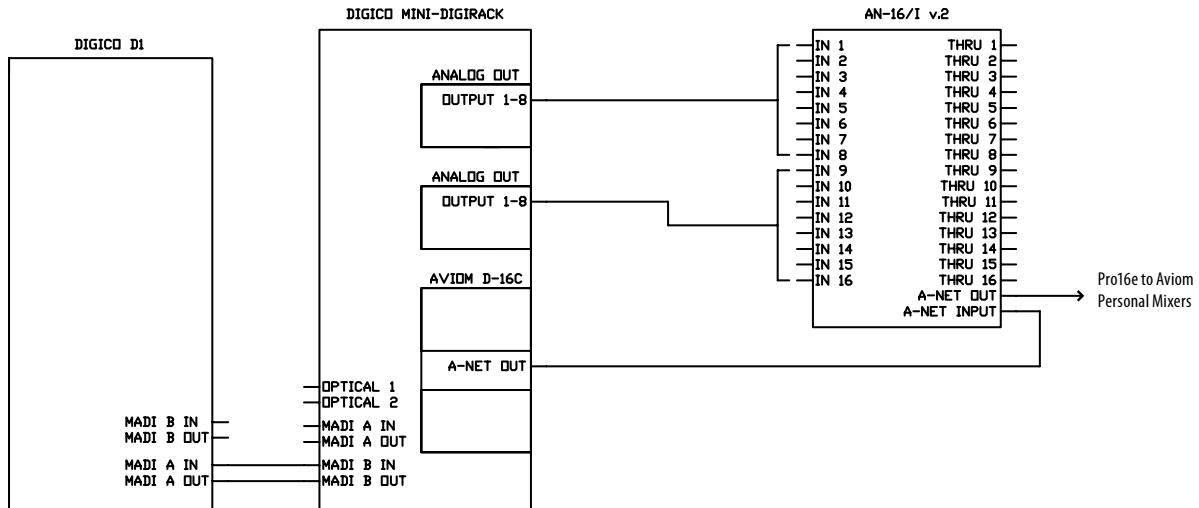 DIGICO D1
MADI B IN
MADI B OUT
MADI A IN
MADI A OUT
DIGICO MINI-DIGIRACK
ANALOG OUT
OUTPUT 1-8
ANALOG OUT
OUTPUT 1-8
AVIOM D-16C
A-NET OUT
OPTICAL 1
OPTICAL 2
MADI A IN
MADI A OUT
MADI B IN
MADI B OUT
AN-16/I v.2
IN 1 THRU 1
IN 2 THRU 2
IN 3 THRU 3
IN 4 THRU 4
IN 5 THRU 5
IN 6 THRU 6
IN 7 THRU 7
IN 8 THRU 8
IN 9 THRU 9
IN 10 THRU 10
IN 11 THRU 11
IN 12 THRU 12
IN 13 THRU 13
IN 14 THRU 14
IN 15 THRU 15
IN 16 THRU 16
A-NET OUT
A-NET INPUT
Pro16e to Aviom
Personal Mixers